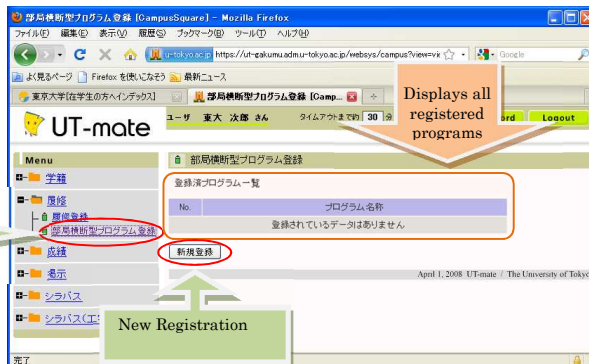 部局横断型プログラム登録 [CampusSquare] - Mozilla Firefox
ファイル(F) 編集(E) 表示(V) 履歴(S) ブックマーク(B) ツール(T) ヘルプ(H)
u-tokyo.ac.jp https://ut-gakumu.adm.u-tokyo.ac.jp/websys/campus?view=vi
Google
よく見るページ Firefox を使いこなそう 最新ニュース
東京大学[在学生の方へインデックス] 部局横断型プログラム登録 [Camp...
Displays all
registered
programs
UT-mate
ユーザ 東大 次郎 さん タイムアウトまで約 30 分
ord Logout
Menu
学籍
履修
履修登録
部局横断型プログラム登録
成績
掲示
シラバス
シラバス(工
部局横断型プログラム登録
登録済プログラム一覧
No. プログラム名称
登録されているデータはありません
新規登録
April 1, 2008 UT-mate / The University of Tokyo
New Registration
完了